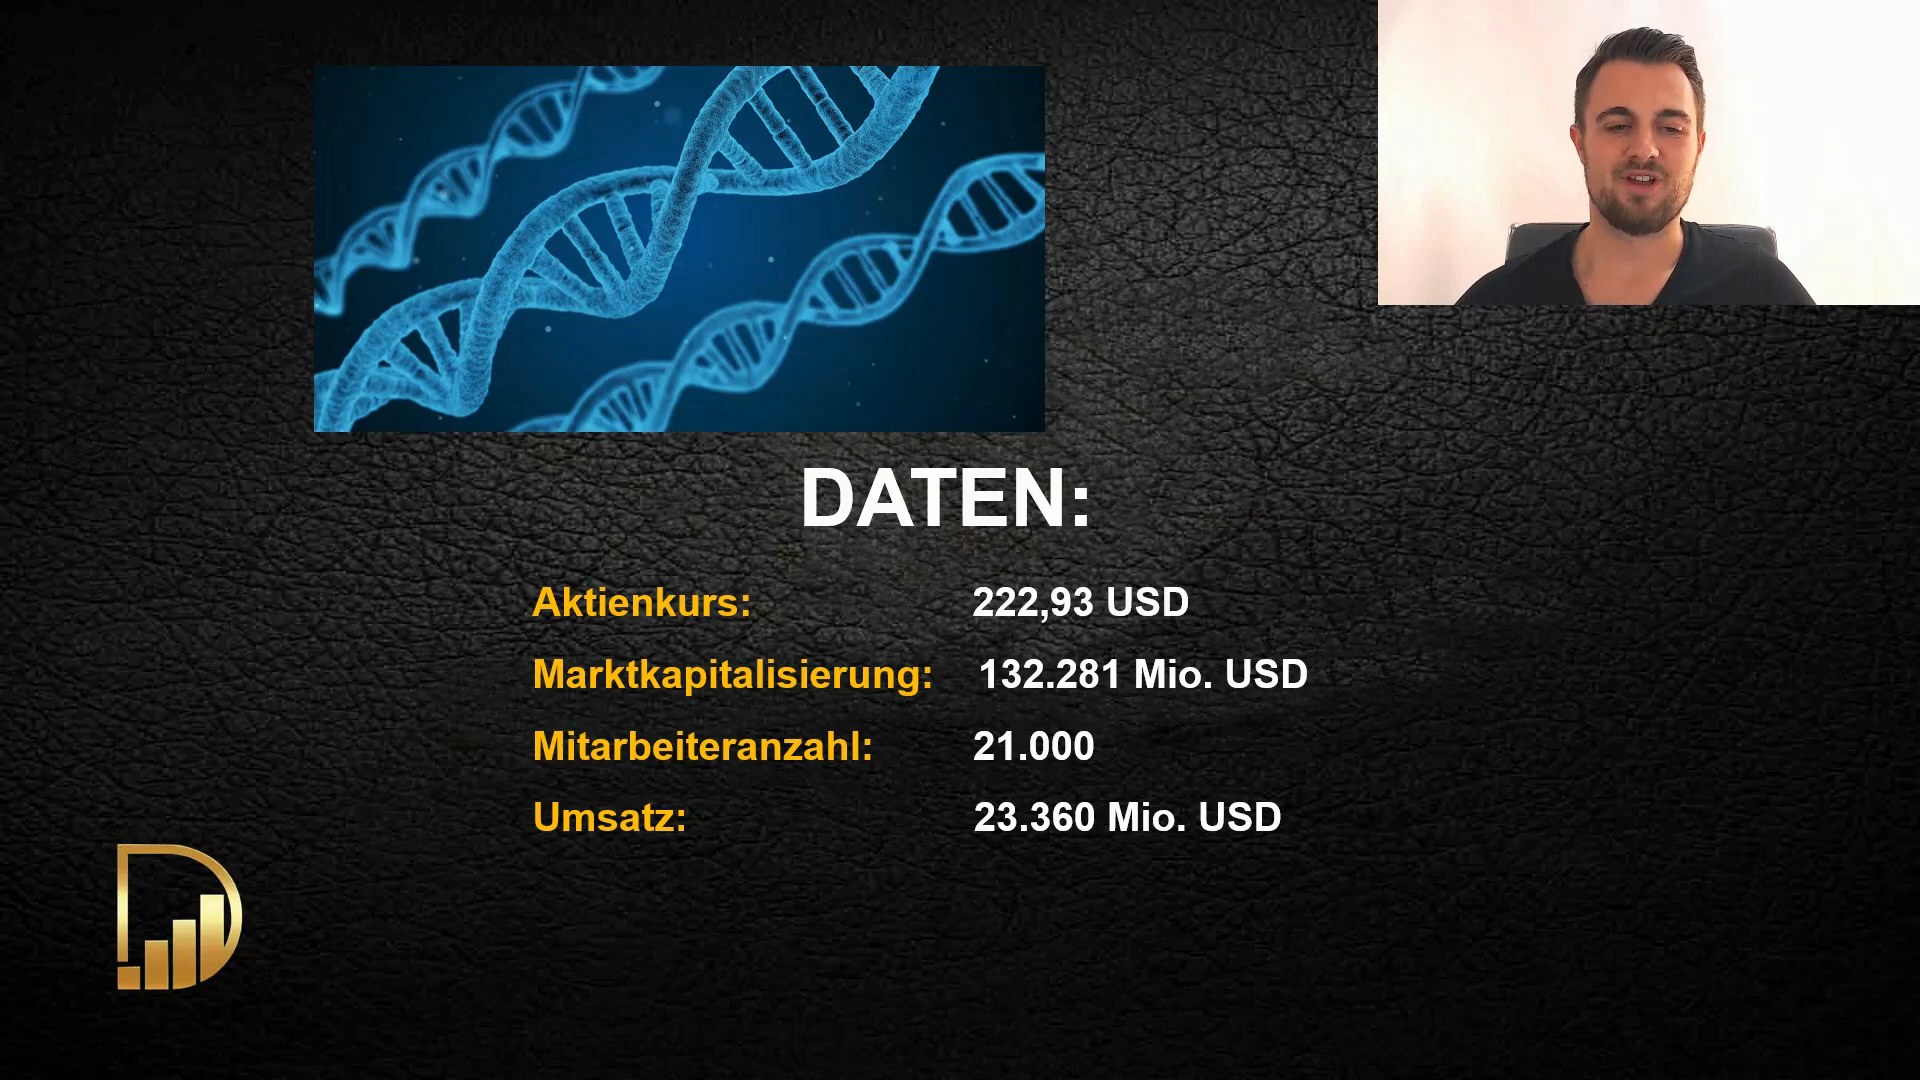 DATEN:
Aktienkurs: 222,93 USD
Marktkapitalisierung: 132.281 Mio. USD
Mitarbeiteranzahl: 21.000
Umsatz: 23.360 Mio. USD